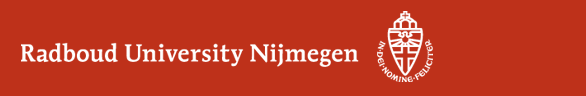 Radboud University Nijmegen
IN·DEI·NOMINE·FELICITER